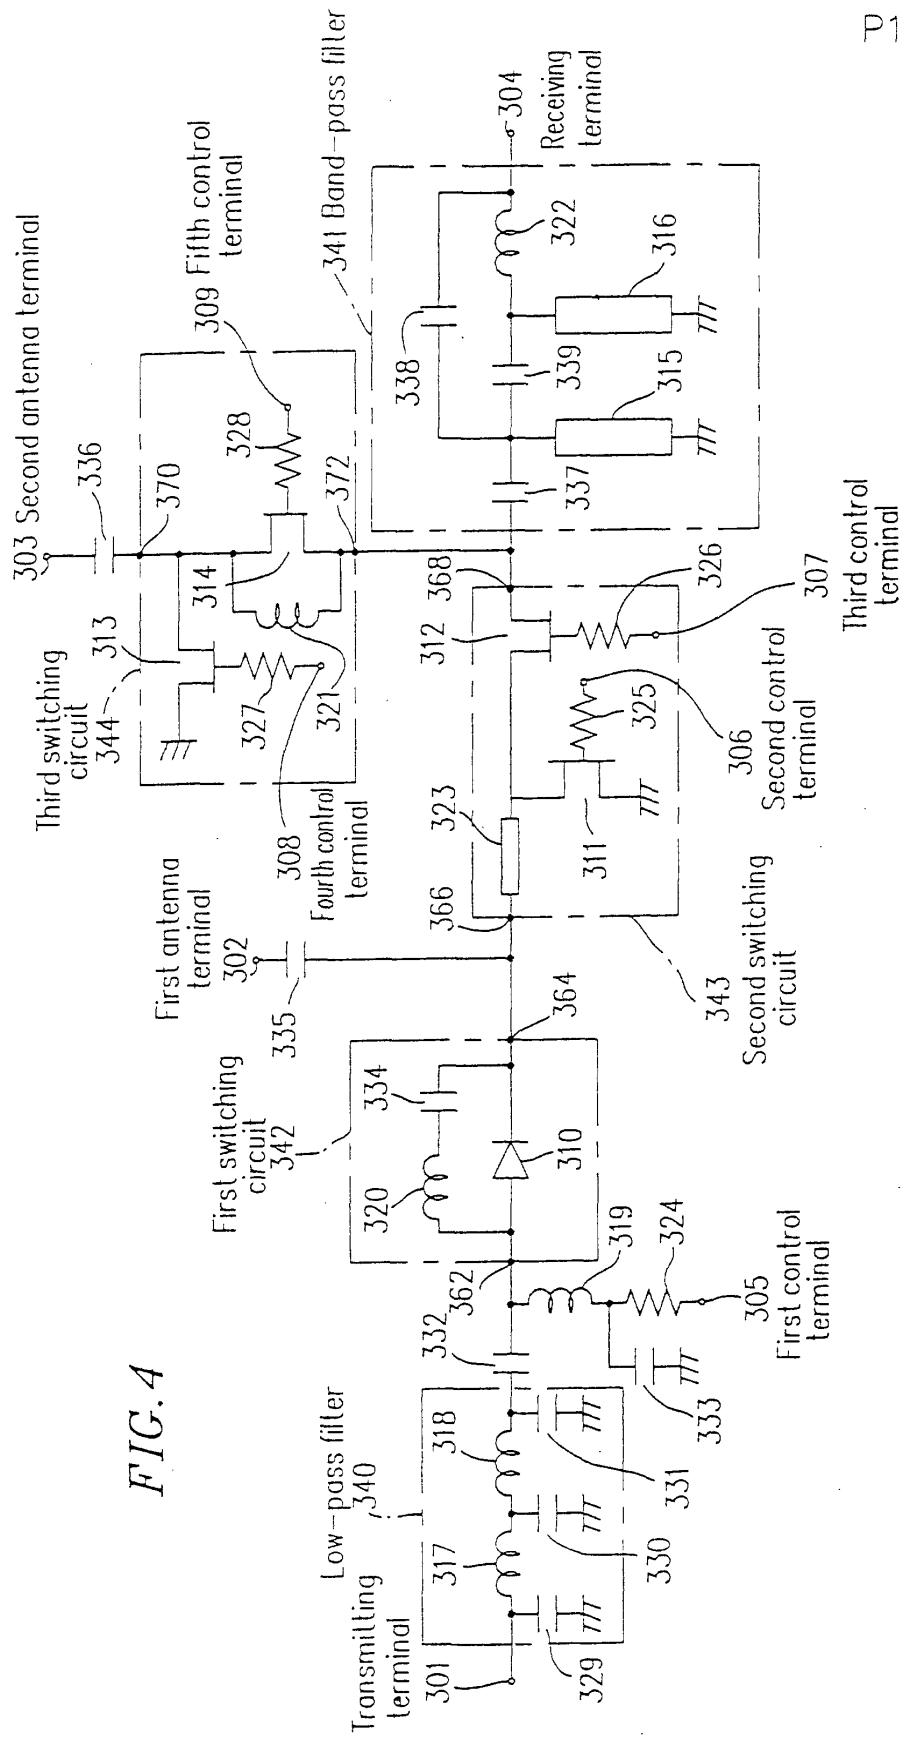 P1
FIG. 4
303 Second antenna terminal
336
370
Third switching
circuit
344
313
314
327
321
328
309 Fifth control
terminal
372
308
Fourth control
terminal
341 Band-pass filter
338
322
304
Receiving
terminal
316
339
315
337
First antenna
terminal
302
335
366
323
368
312
326
325
311
306
Second control
terminal
307
Third control
terminal
343
Second switching
circuit
First switching
circuit
342
334
320
310
364
362
319
324
305
First control
terminal
332
333
Low-pass filter
340
318
317
331
330
329
Transmitting
terminal
301